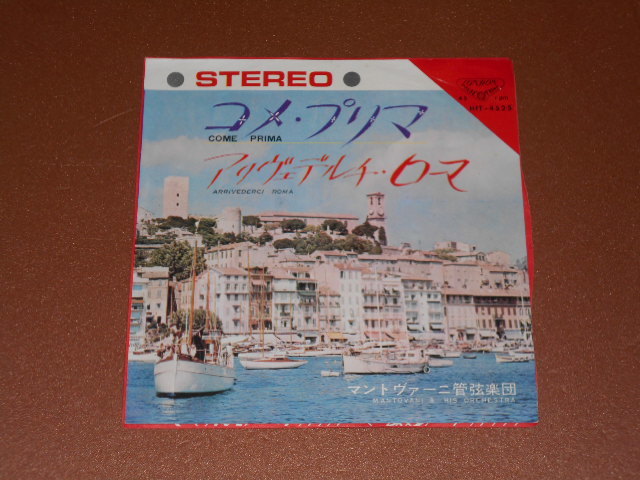 STEREO
コメ・プリマ
COME PRIMA
アリヴェデルチ・ローマ
ARRIVEDERCI ROMA
マントヴァーニ管弦楽団
MANTOVANI & HIS ORCHESTRA